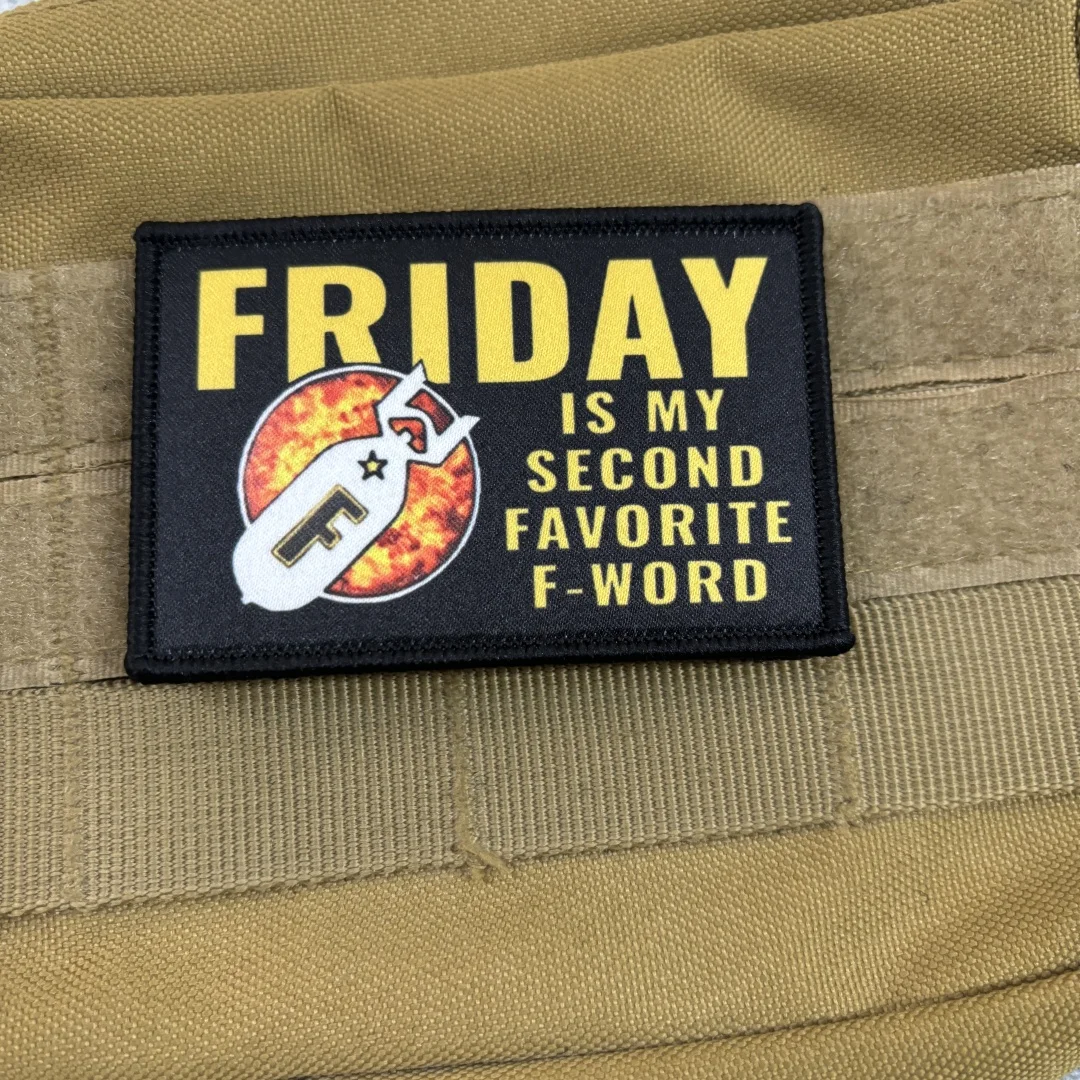 FRIDAY
IS MY
SECOND
FAVORITE
F-WORD
F